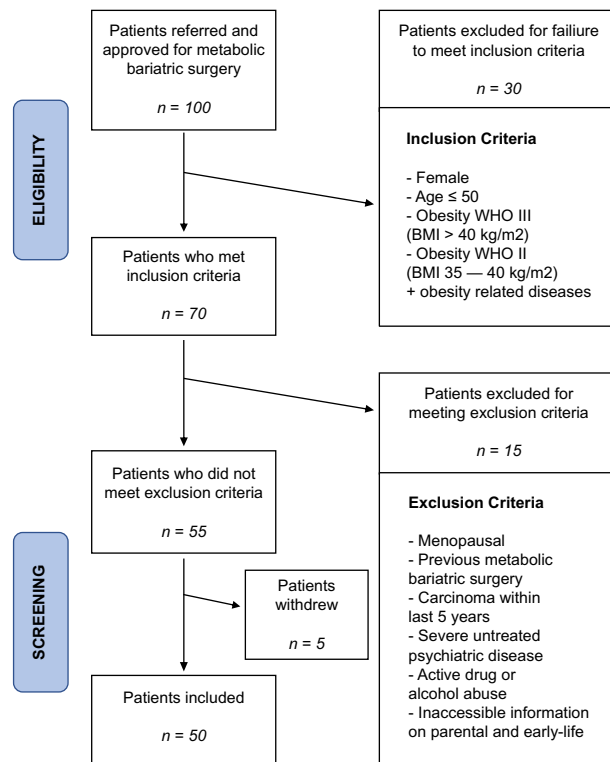 Patients referred and
approved for metabolic
bariatric surgery
n = 100
Patients excluded for failiure
to meet inclusion criteria
n = 30
ELIGIBILITY
Inclusion Criteria
- Female
- Age ≤ 50
- Obesity WHO III
(BMI > 40 kg/m2)
- Obesity WHO II
(BMI 35 — 40 kg/m2)
+ obesity related diseases
Patients who met
inclusion criteria
n = 70
Patients excluded for
meeting exclusion criteria
n = 15
Patients who did not
meet exclusion criteria
n = 55
SCREENING
Exclusion Criteria
- Menopausal
- Previous metabolic
bariatric surgery
- Carcinoma within
last 5 years
- Severe untreated
psychiatric disease
- Active drug or
alcohol abuse
- Inaccessible information
on parental and early-life
Patients
withdrew
n = 5
Patients included
n = 50